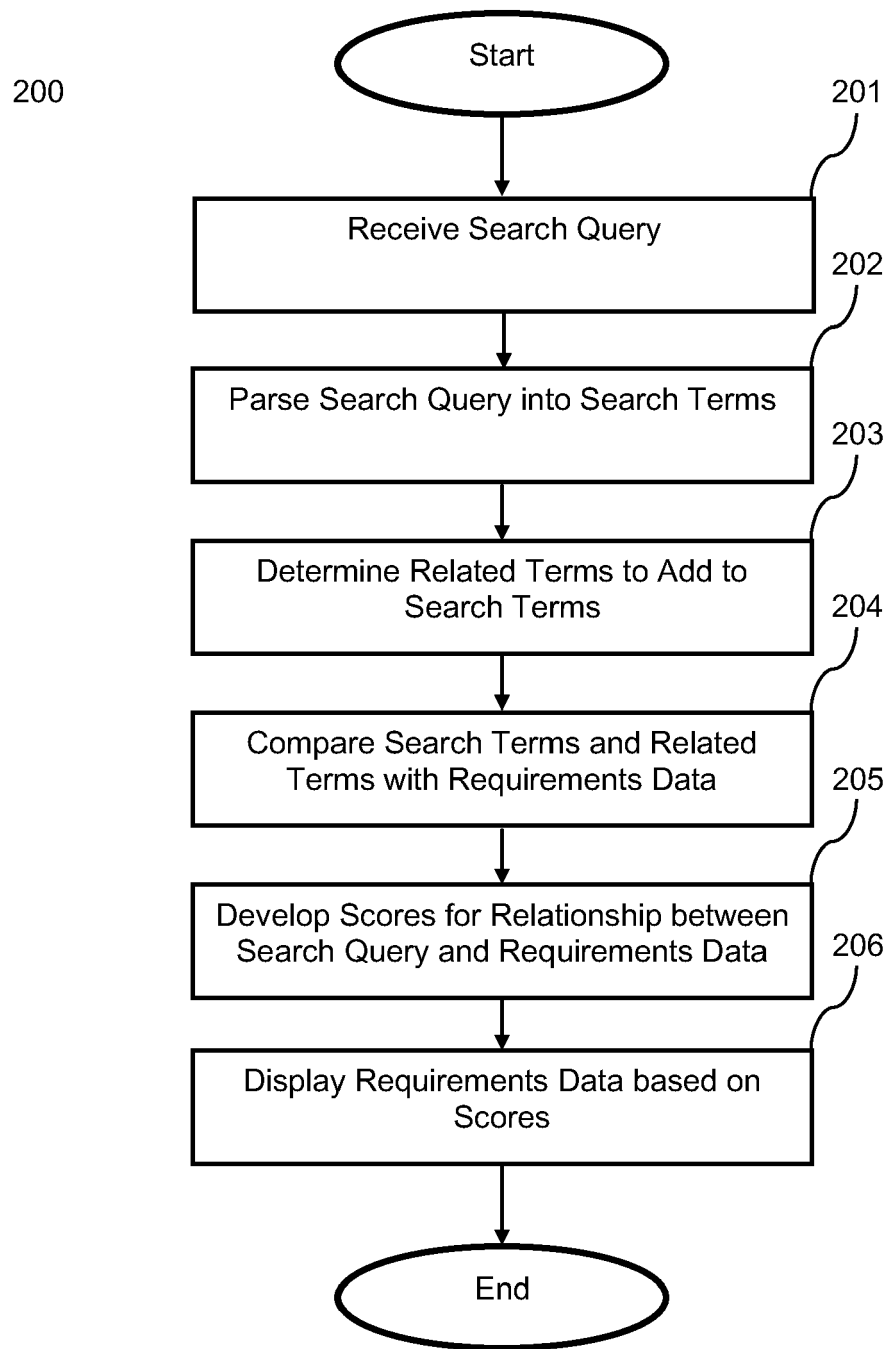 Start
200
201
Receive Search Query
202
Parse Search Query into Search Terms
203
Determine Related Terms to Add to
Search Terms
204
Compare Search Terms and Related
Terms with Requirements Data
205
Develop Scores for Relationship between
Search Query and Requirements Data
206
Display Requirements Data based on
Scores
End